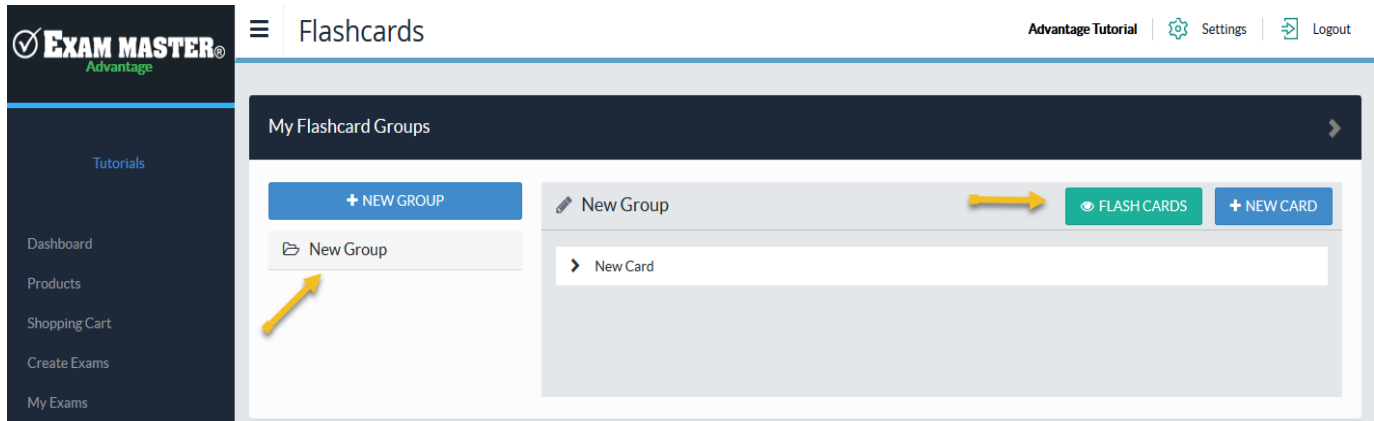 EXAM MASTER®
Advantage
Flashcards
Advantage Tutorial
Settings
Logout
Tutorials
Dashboard
Products
Shopping Cart
Create Exams
My Exams
My Flashcard Groups
+ NEW GROUP
New Group
New Group
FLASH CARDS
+ NEW CARD
New Card